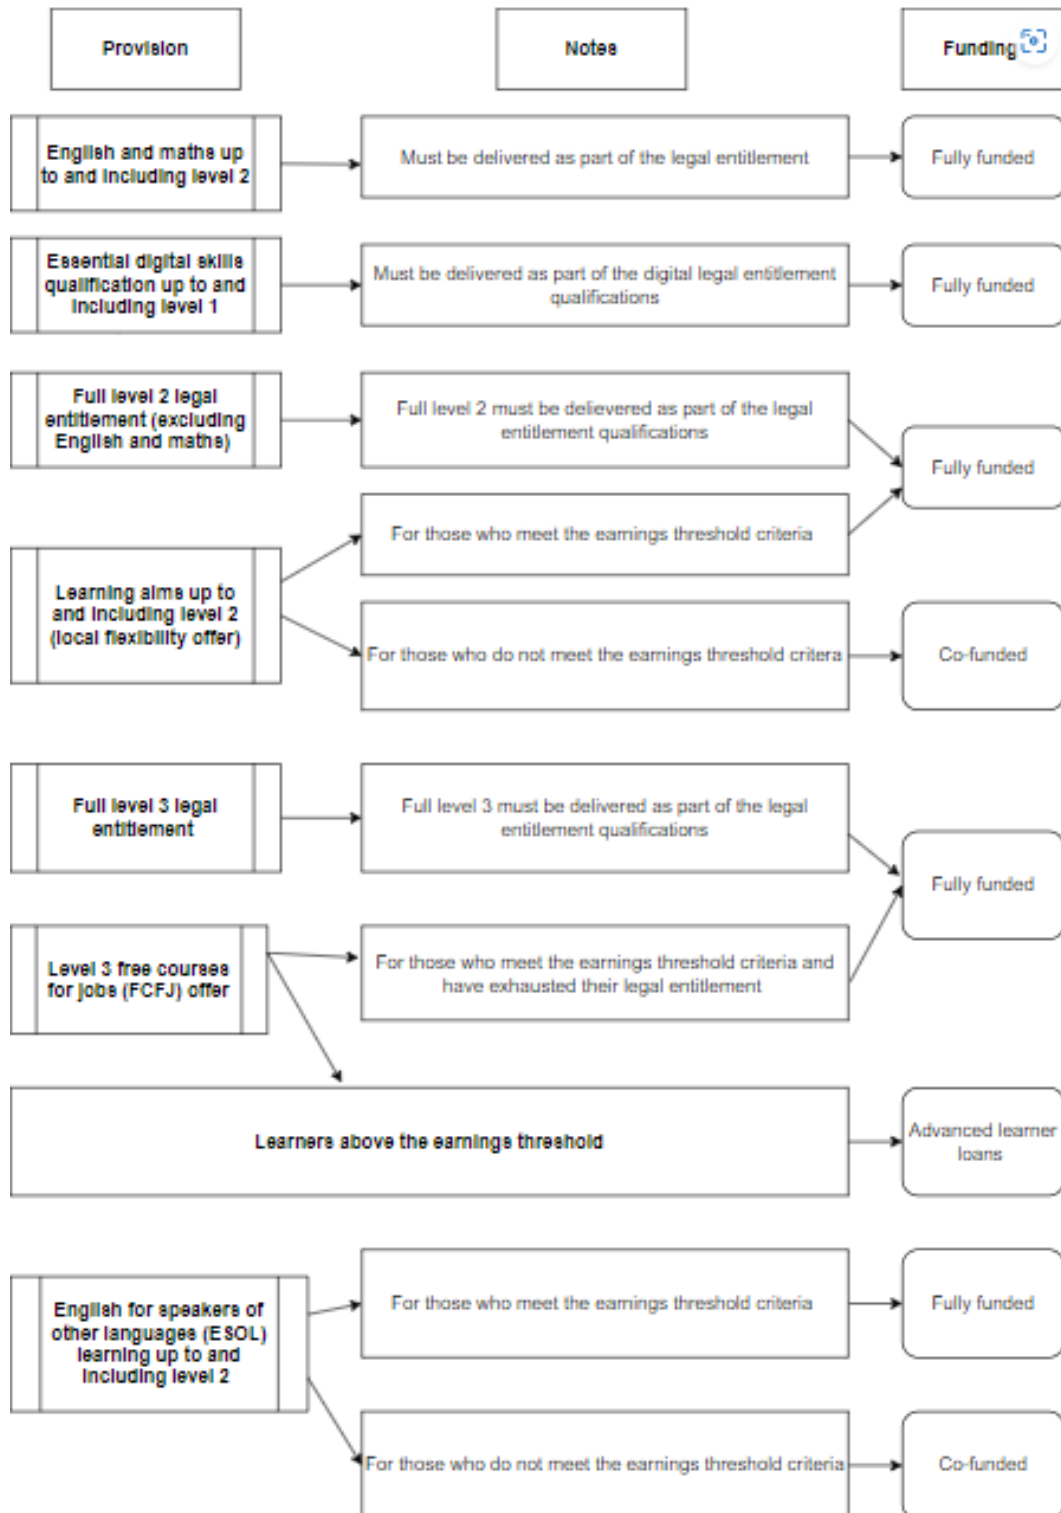 Provision
Notes
Funding
English and maths up
to and including level 2
Must be delivered as part of the legal entitlement
Fully funded
Essential digital skills
qualification up to and
including level 1
Must be delivered as part of the digital legal entitlement
qualifications
Fully funded
Full level 2 legal
entitlement (excluding
English and maths)
Full level 2 must be delievered as part of the legal
entitlement qualifications
Fully funded
For those who meet the earnings threshold criteria
Learning aims up to
and including level 2
(local flexibility offer)
For those who do not meet the earnings threshold critera
Co-funded
Full level 3 legal
entitlement
Full level 3 must be delivered as part of the legal
entitlement qualifications
Fully funded
Level 3 free courses
for jobs (FCFJ) offer
For those who meet the earnings threshold criteria and
have exhausted their legal entitlement
Learners above the earnings threshold
Advanced learner
loans
English for speakers of
other languages (ESOL)
learning up to and
including level 2
For those who meet the earnings threshold criteria
Fully funded
For those who do not meet the earnings threshold criteria
Co-funded